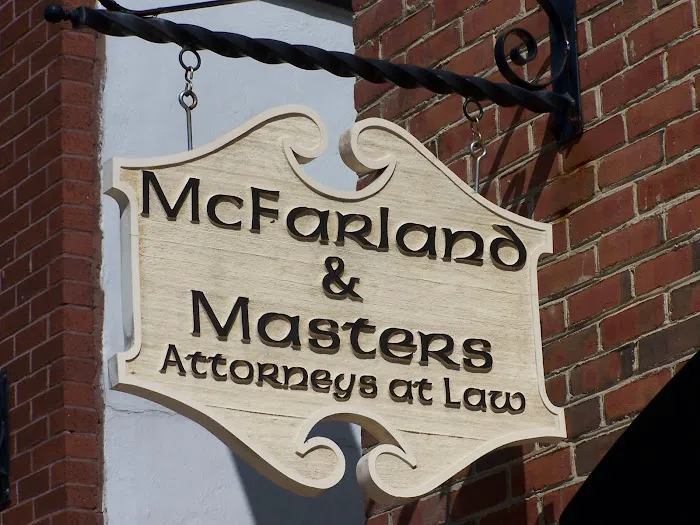 McFarland
&
Masters
Attorneys at Law